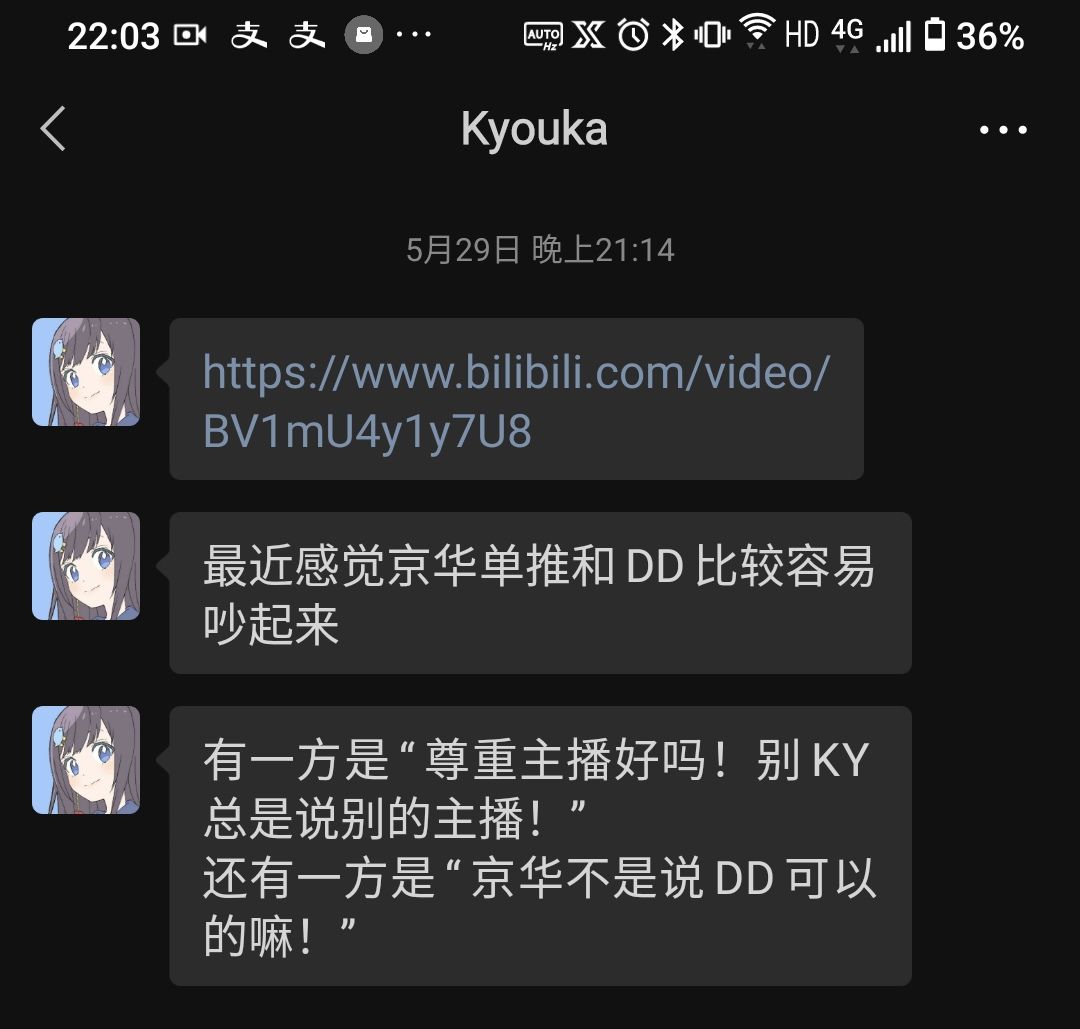 22:03 支 支 ··· AUTO Hz HD 4G 36%
Kyouka
5月29日 晚上21:14
https://www.bilibili.com/video/
BV1mU4y1y7U8
最近感觉京华单推和 DD 比较容易
吵起来
有一方是“尊重主播好吗！别 KY
总是说别的主播！”
还有一方是“京华不是说 DD 可以
的嘛！”